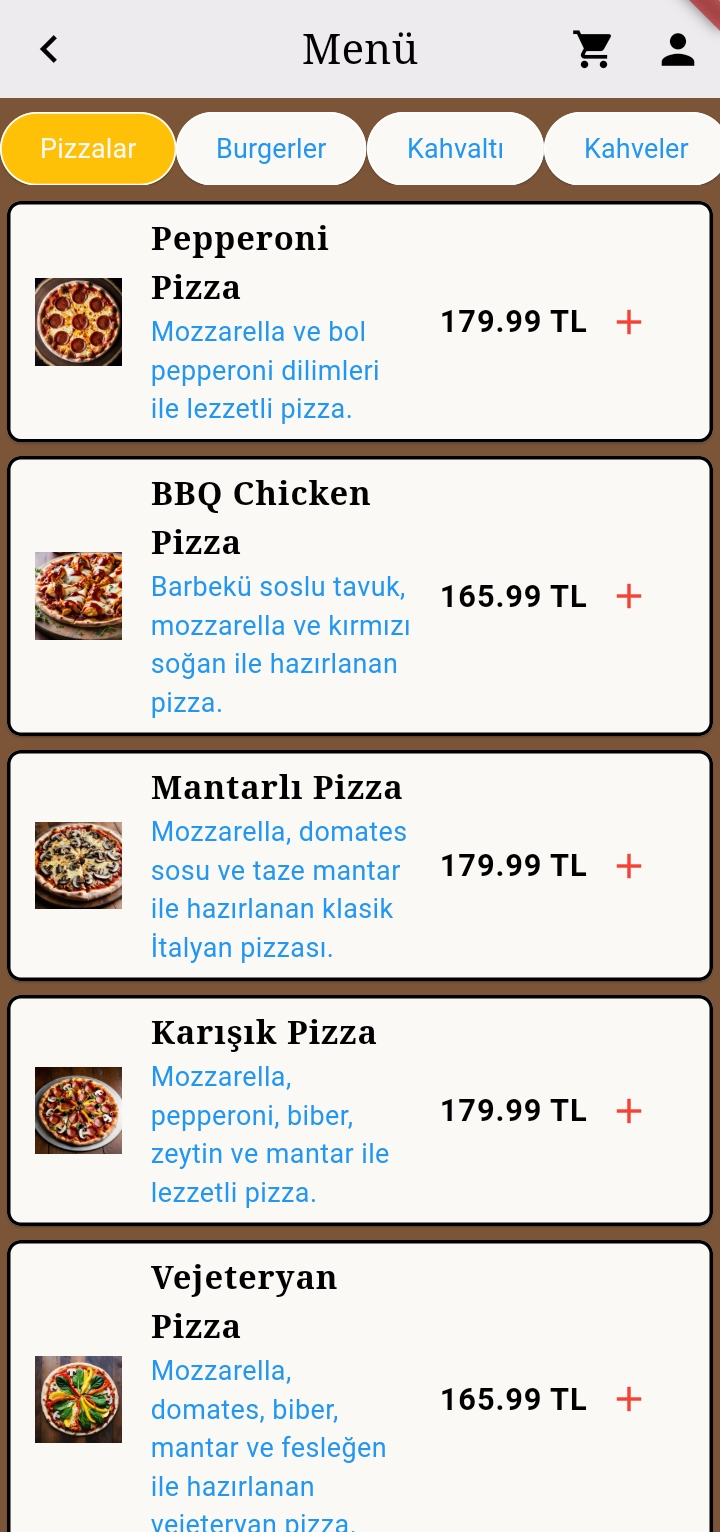 Menü
Pizzalar
Burgerler
Kahvaltı
Kahveler
Pepperoni
Pizza
Mozzarella ve bol
pepperoni dilimleri
ile lezzetli pizza.
179.99 TL
BBQ Chicken
Pizza
Barbekü soslu tavuk,
mozzarella ve kırmızı
soğan ile hazırlanan
pizza.
165.99 TL
Mantarlı Pizza
Mozzarella, domates
sosu ve taze mantar
ile hazırlanan klasik
İtalyan pizzası.
179.99 TL
Karışık Pizza
Mozzarella,
pepperoni, biber,
zeytin ve mantar ile
lezzetli pizza.
179.99 TL
Vejeteryan
Pizza
Mozzarella,
domates, biber,
mantar ve fesleğen
ile hazırlanan
vejeteryan pizza.
165.99 TL